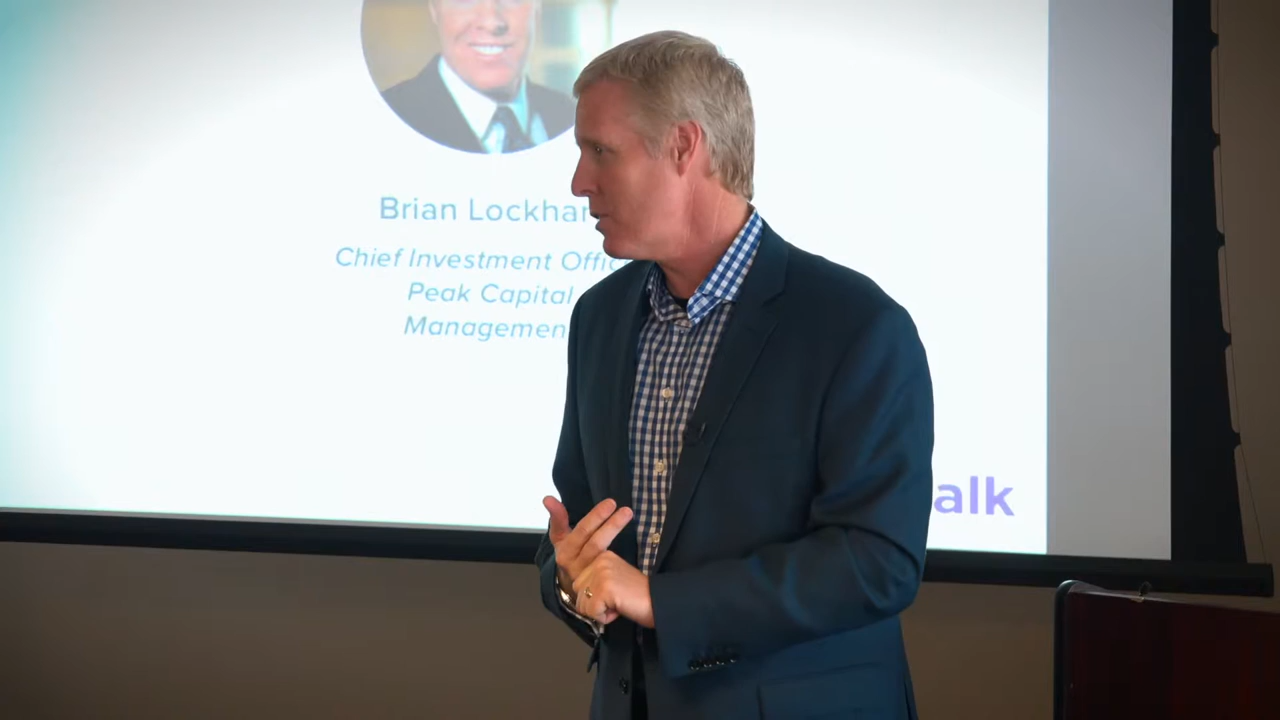 Brian Lockhar
Chief Investment Offic
Peak Capital
Managemen
alk